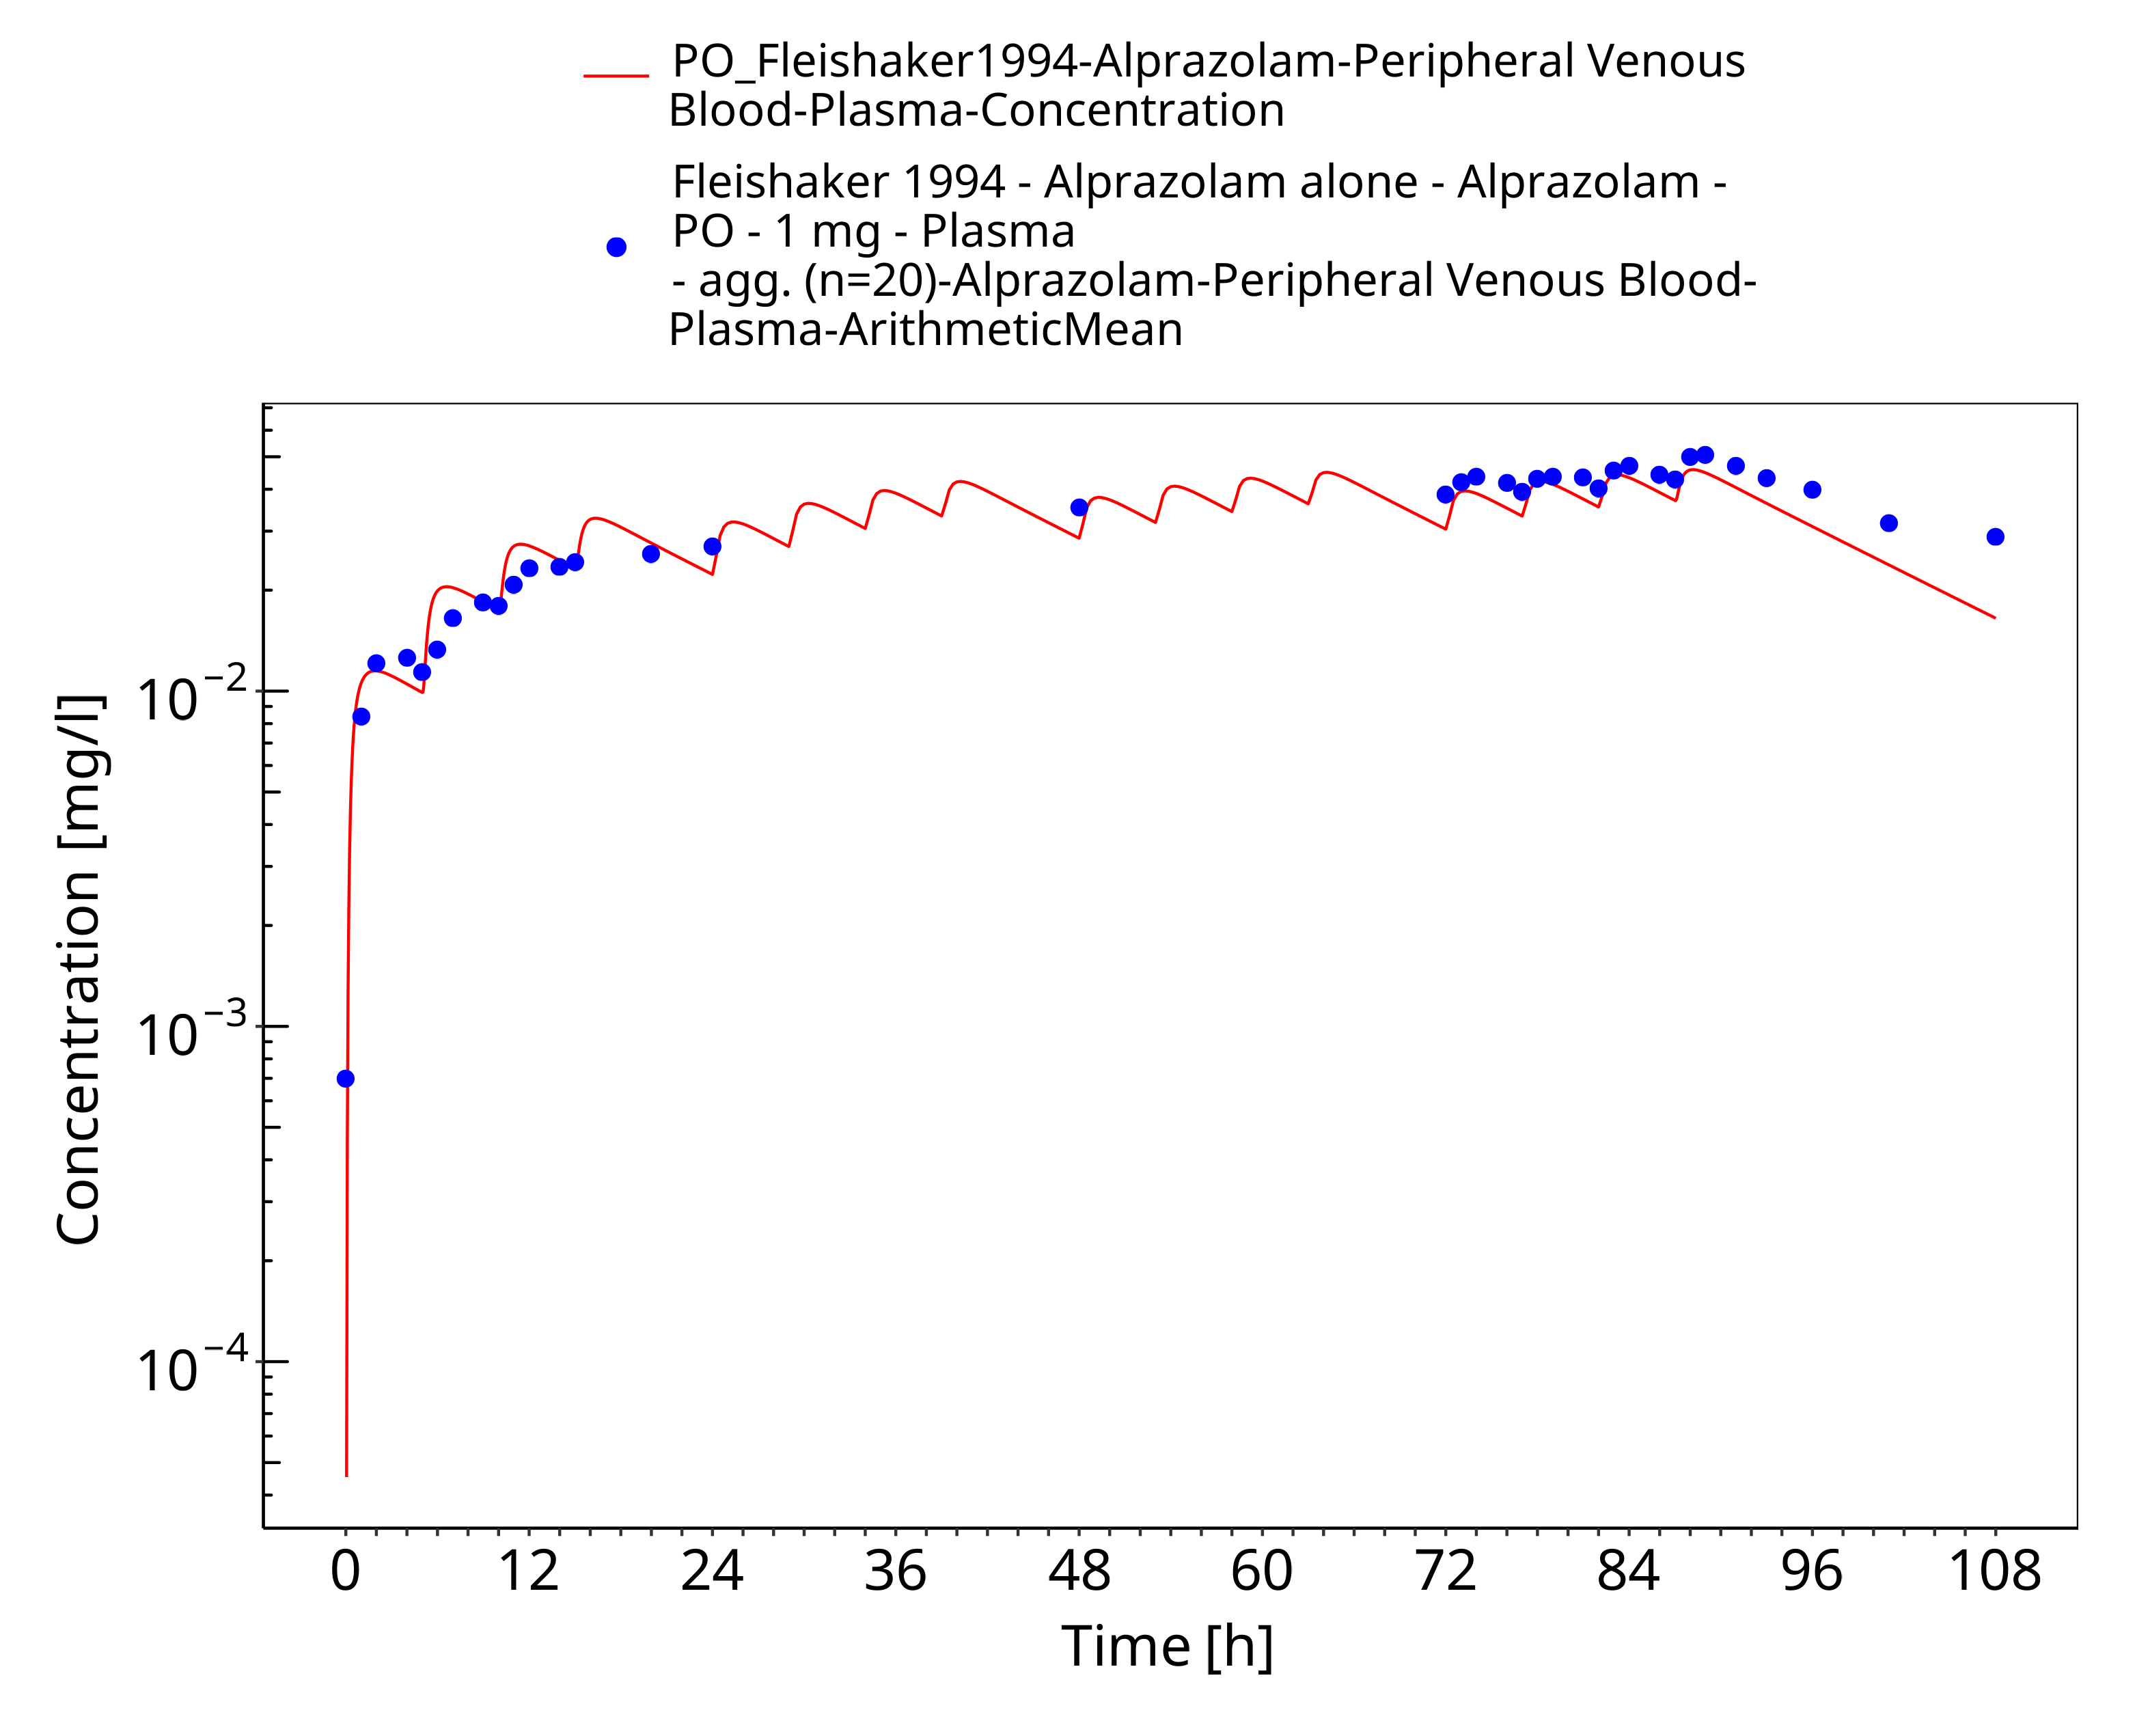 PO_Fleishaker1994-Alprazolam-Peripheral Venous
Blood-Plasma-Concentration
Fleishaker 1994 - Alprazolam alone - Alprazolam -
PO - 1 mg - Plasma
- agg. (n=20)-Alprazolam-Peripheral Venous Blood-
Plasma-ArithmeticMean
Concentration [mg/l]
10⁻²
10⁻³
10⁻⁴
0 12 24 36 48 60 72 84 96 108
Time [h]